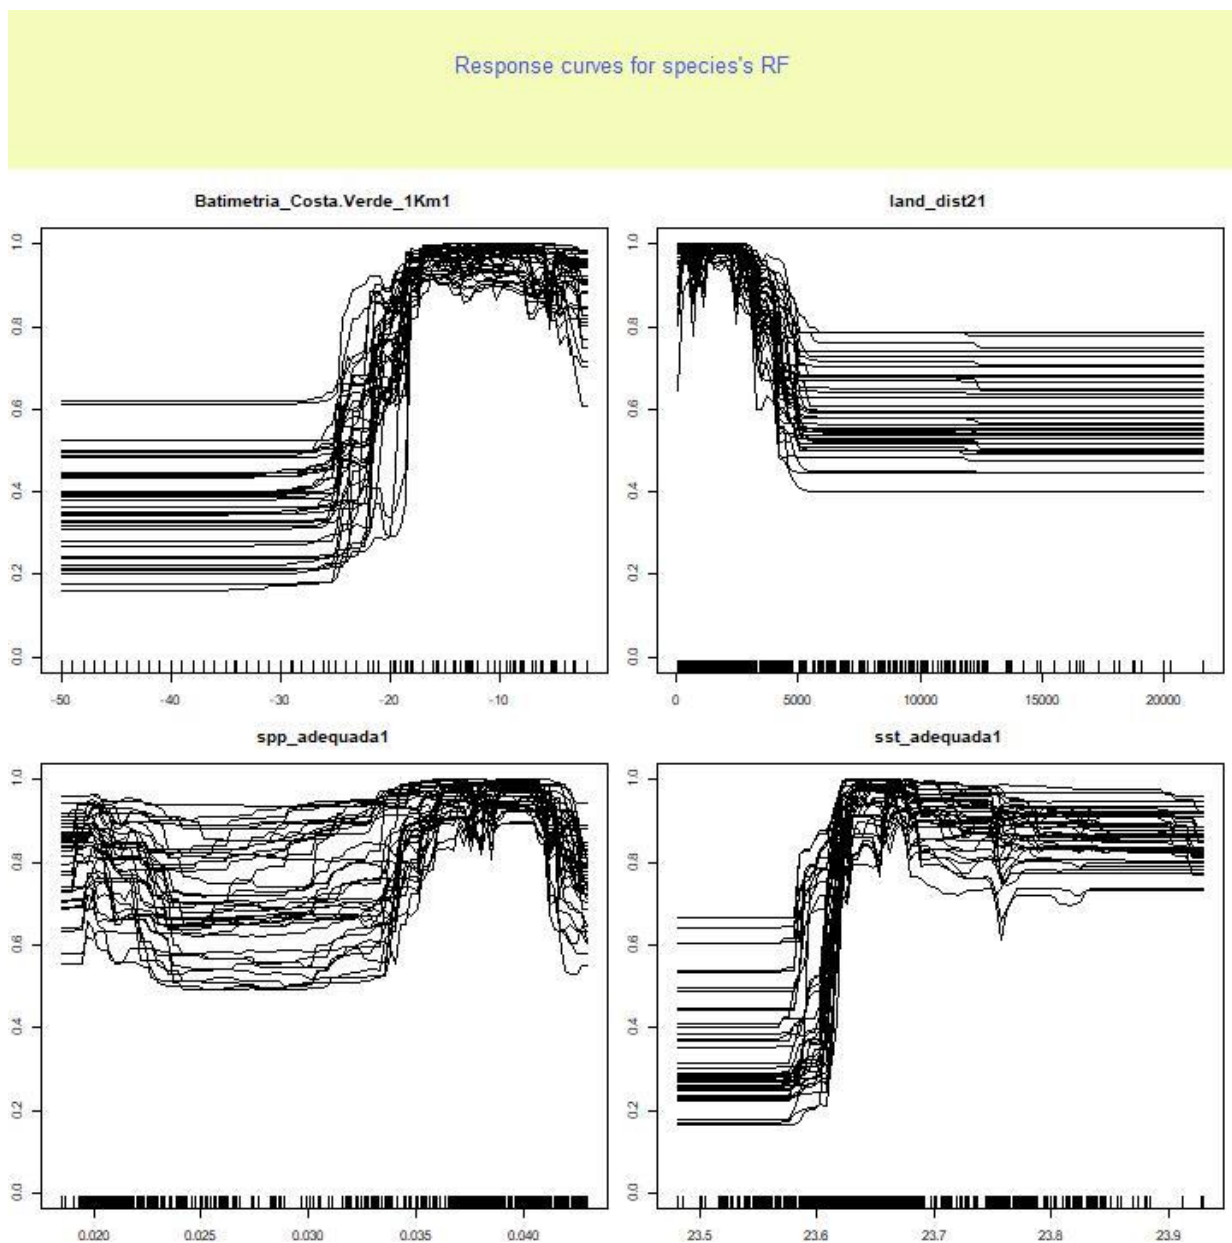 Response curves for species's RF
Batimetria_Costa.Verde_1Km1
1.0
0.8
0.6
0.4
0.2
0.0
-50 -40 -30 -20 -10
land_dist21
1.0
0.8
0.6
0.4
0.2
0.0
0 5000 10000 15000 20000
spp_adequada1
1.0
0.8
0.6
0.4
0.2
0.0
0.020 0.025 0.030 0.035 0.040
sst_adequada1
1.0
0.8
0.6
0.4
0.2
0.0
23.5 23.6 23.7 23.8 23.9